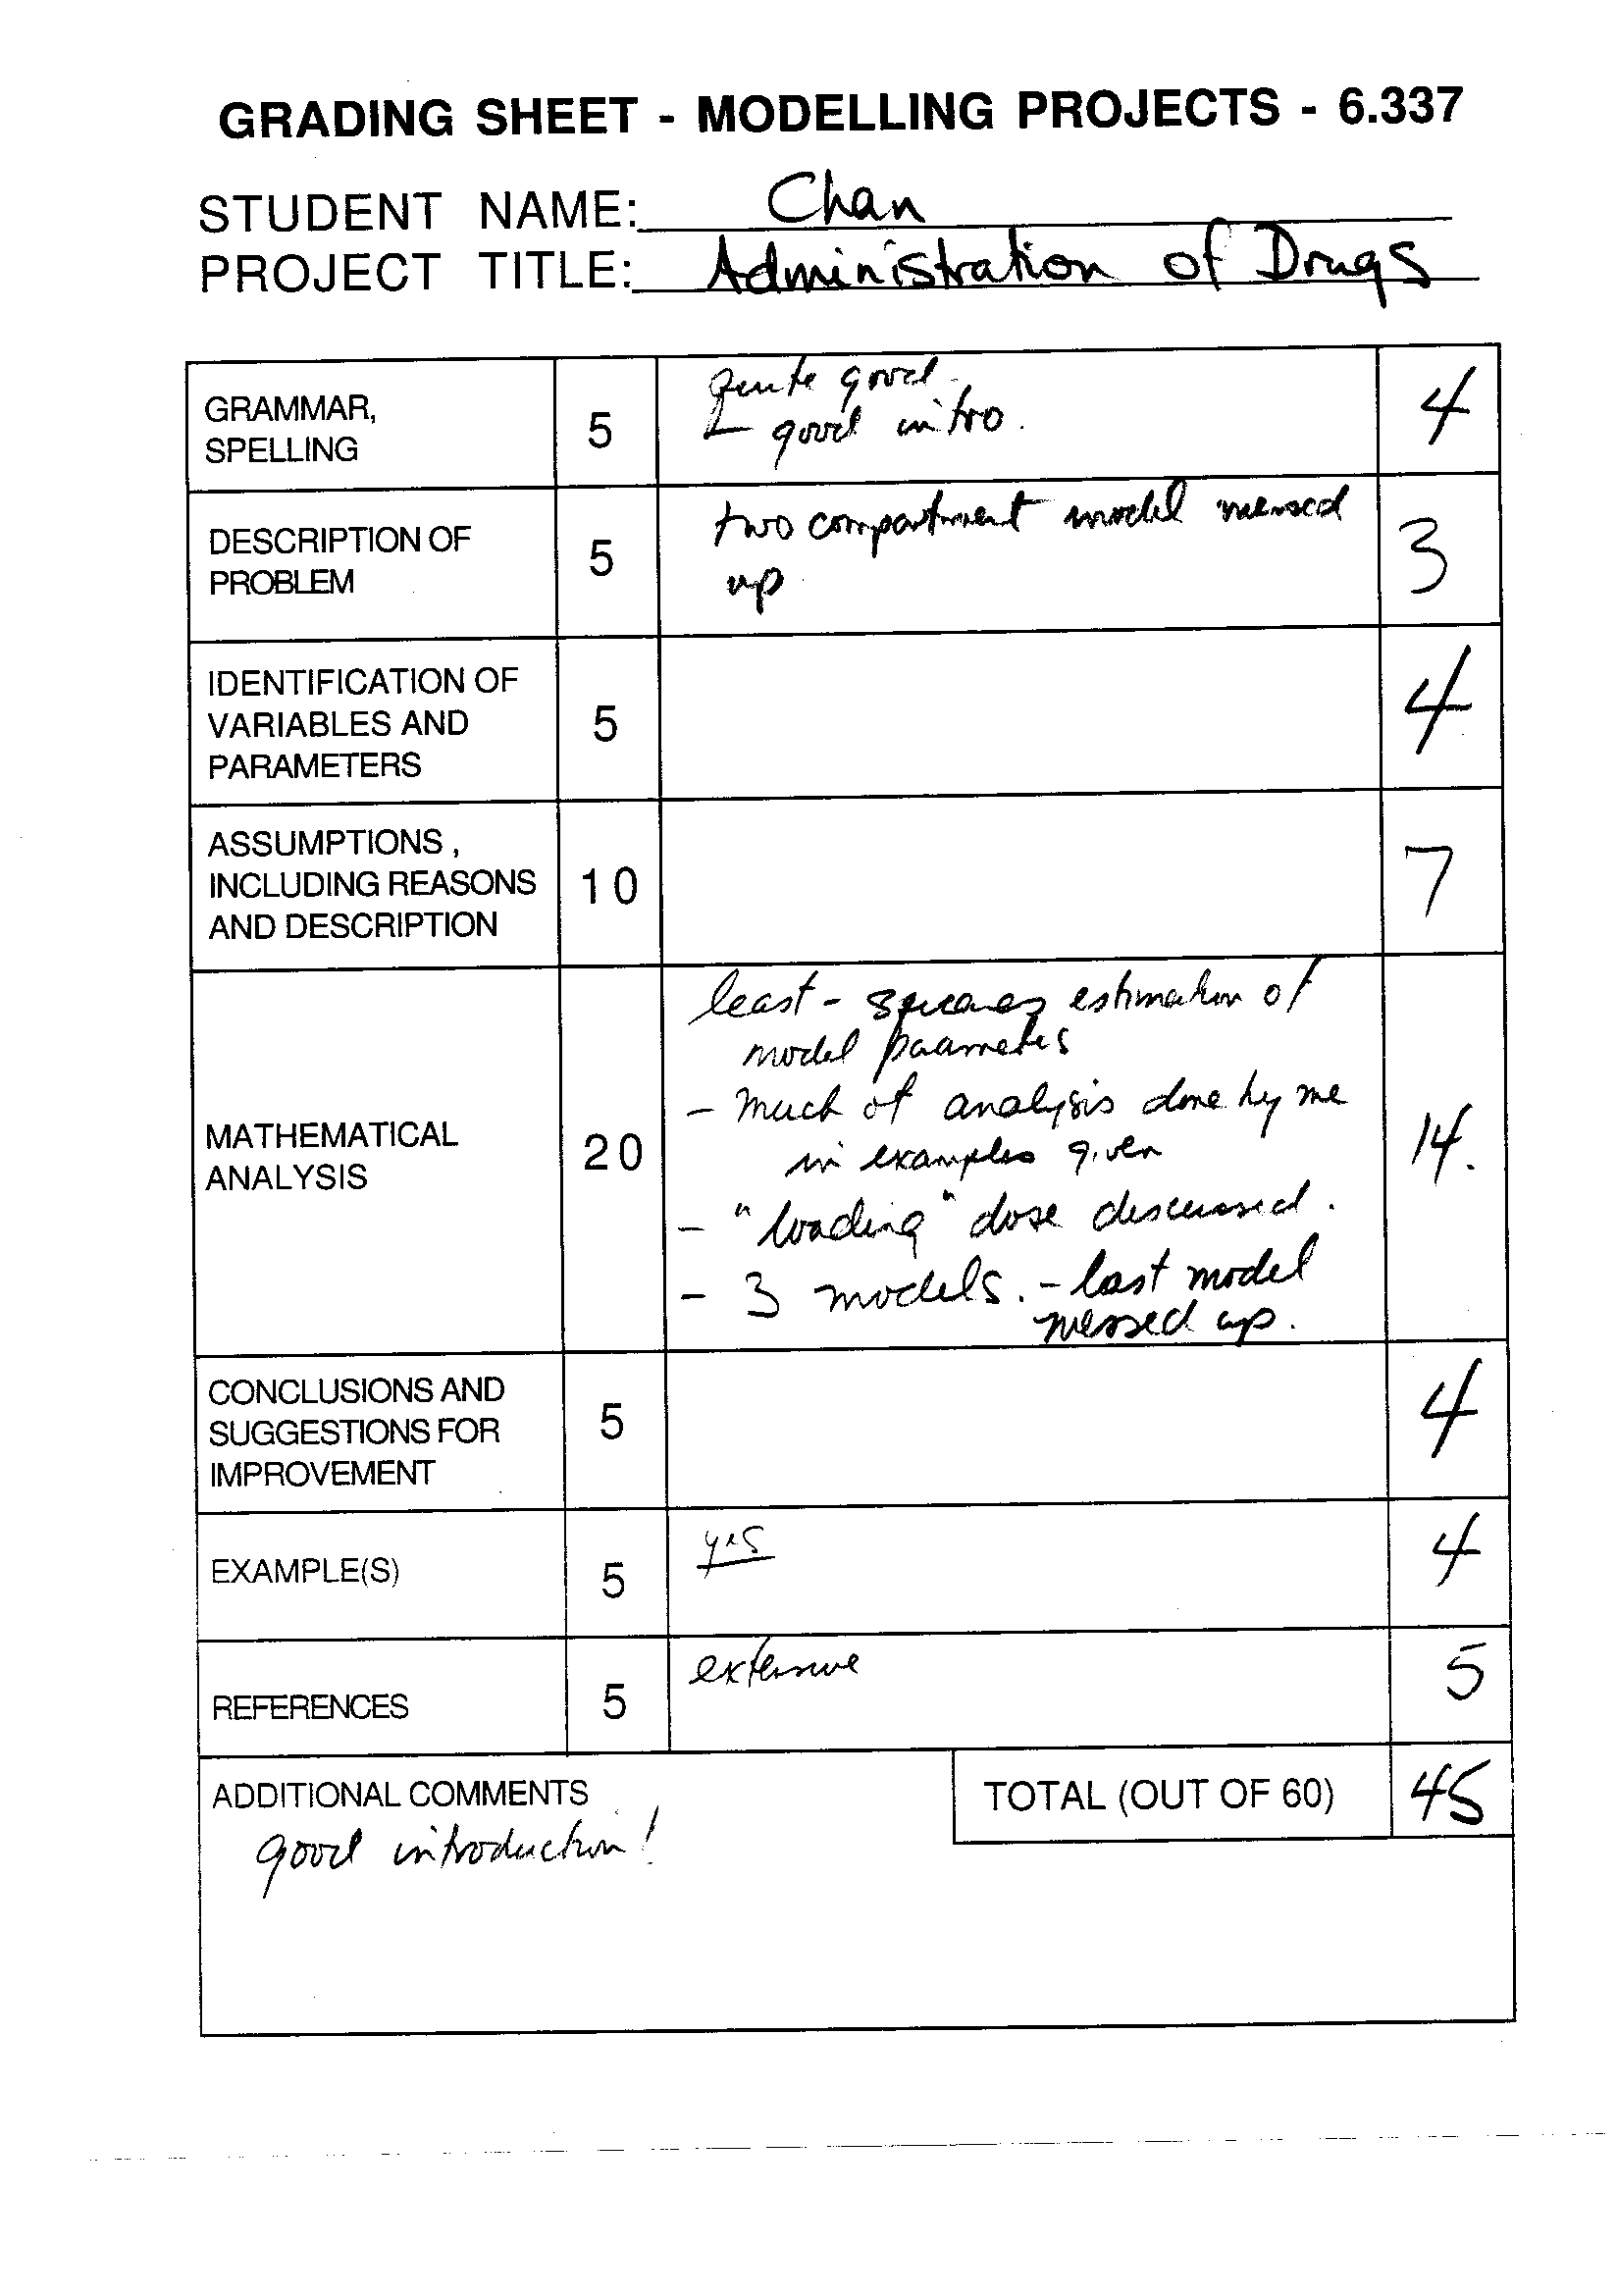 GRADING SHEET - MODELLING PROJECTS - 6.337
STUDENT NAME: Chan
PROJECT TITLE: Administration of Drugs
GRAMMAR,
SPELLING
5
Quite good.
good intro.
4
DESCRIPTION OF
PROBLEM
5
two compartment model messed
up
3
IDENTIFICATION OF
VARIABLES AND
PARAMETERS
5
4
ASSUMPTIONS ,
INCLUDING REASONS
AND DESCRIPTION
10
7
MATHEMATICAL
ANALYSIS
20
least - squares estimation of
model parameters
- much of analysis done by me
in examples given
- "loading" dose discussed.
- 3 models. - last model
messed up.
14.
CONCLUSIONS AND
SUGGESTIONS FOR
IMPROVEMENT
5
4
EXAMPLE(S)
5
yes
4
REFERENCES
5
extensive
5
ADDITIONAL COMMENTS
good introduction!
TOTAL (OUT OF 60)
45